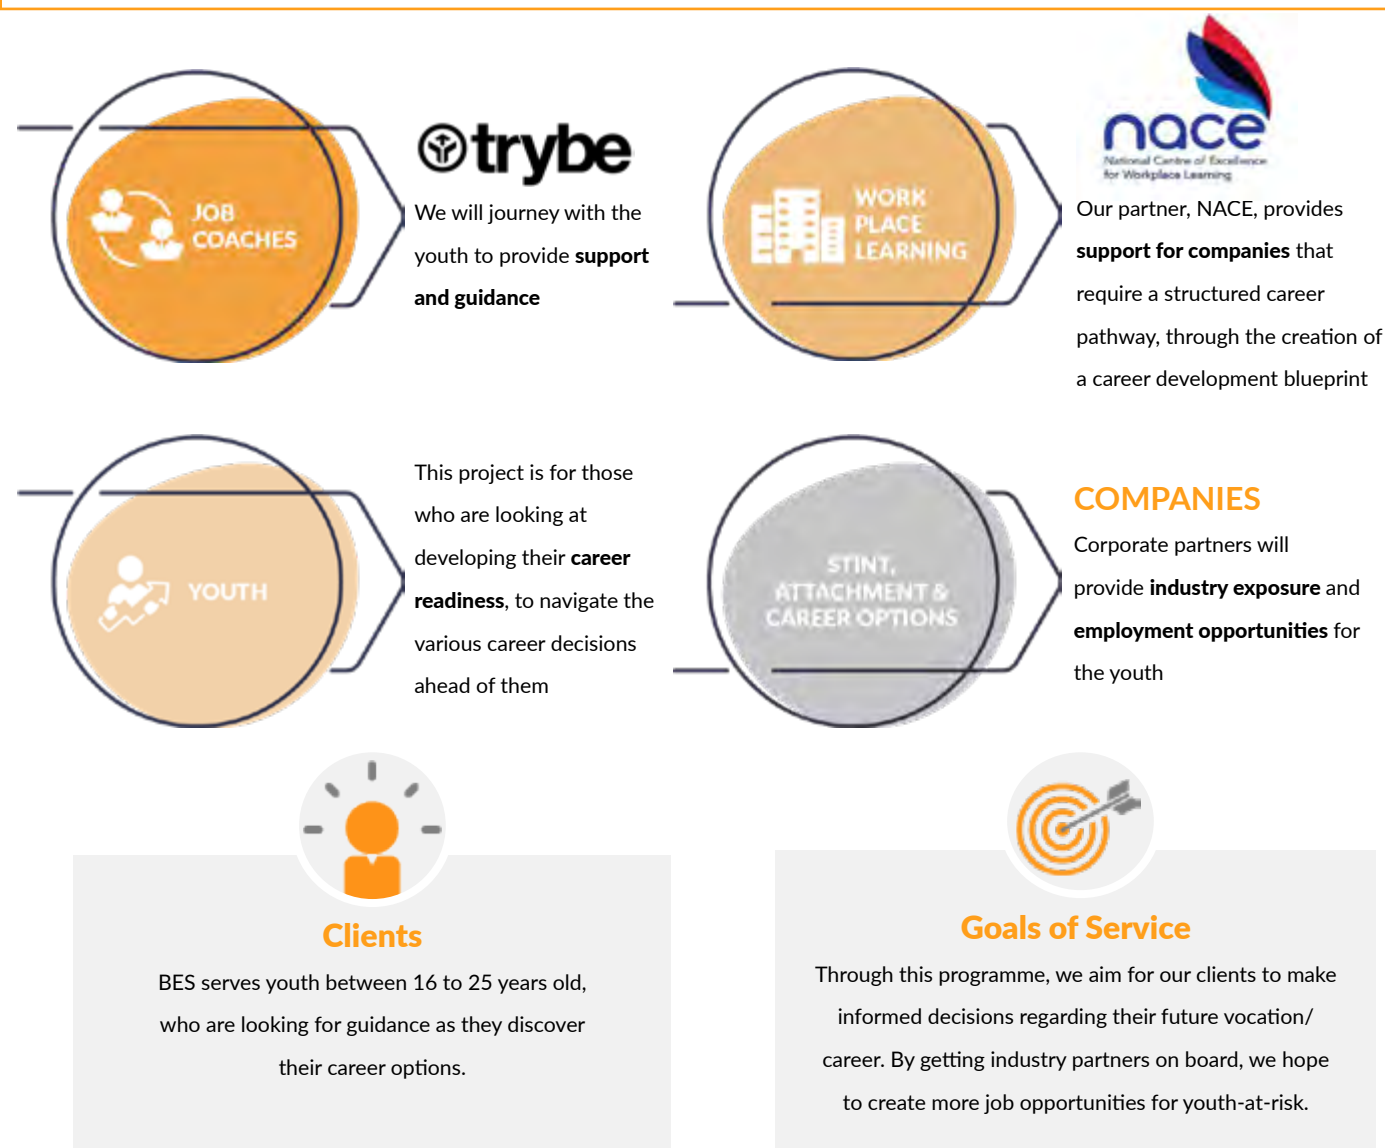 JOB
COACHES
trybe
We will journey with the
youth to provide support
and guidance
WORK
PLACE
LEARNING
nace
National Centre of Excellence
for Workplace Learning
Our partner, NACE, provides
support for companies that
require a structured career
pathway, through the creation of
a career development blueprint
YOUTH
This project is for those
who are looking at
developing their career
readiness, to navigate the
various career decisions
ahead of them
STINT,
ATTACHMENT &
CAREER OPTIONS
COMPANIES
Corporate partners will
provide industry exposure and
employment opportunities for
the youth
Clients
BES serves youth between 16 to 25 years old,
who are looking for guidance as they discover
their career options.
Goals of Service
Through this programme, we aim for our clients to make
informed decisions regarding their future vocation/
career. By getting industry partners on board, we hope
to create more job opportunities for youth-at-risk.